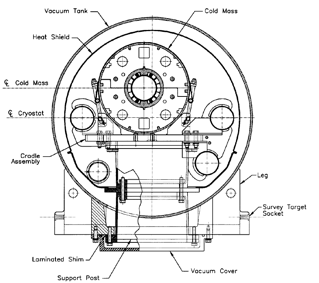 Vacuum Tank
Cold Mass
Heat Shield
℄ Cold Mass
℄ Cryostat
Cradle
Assembly
Leg
Survey Target
Socket
Laminated Shim
Support Post
Vacuum Cover